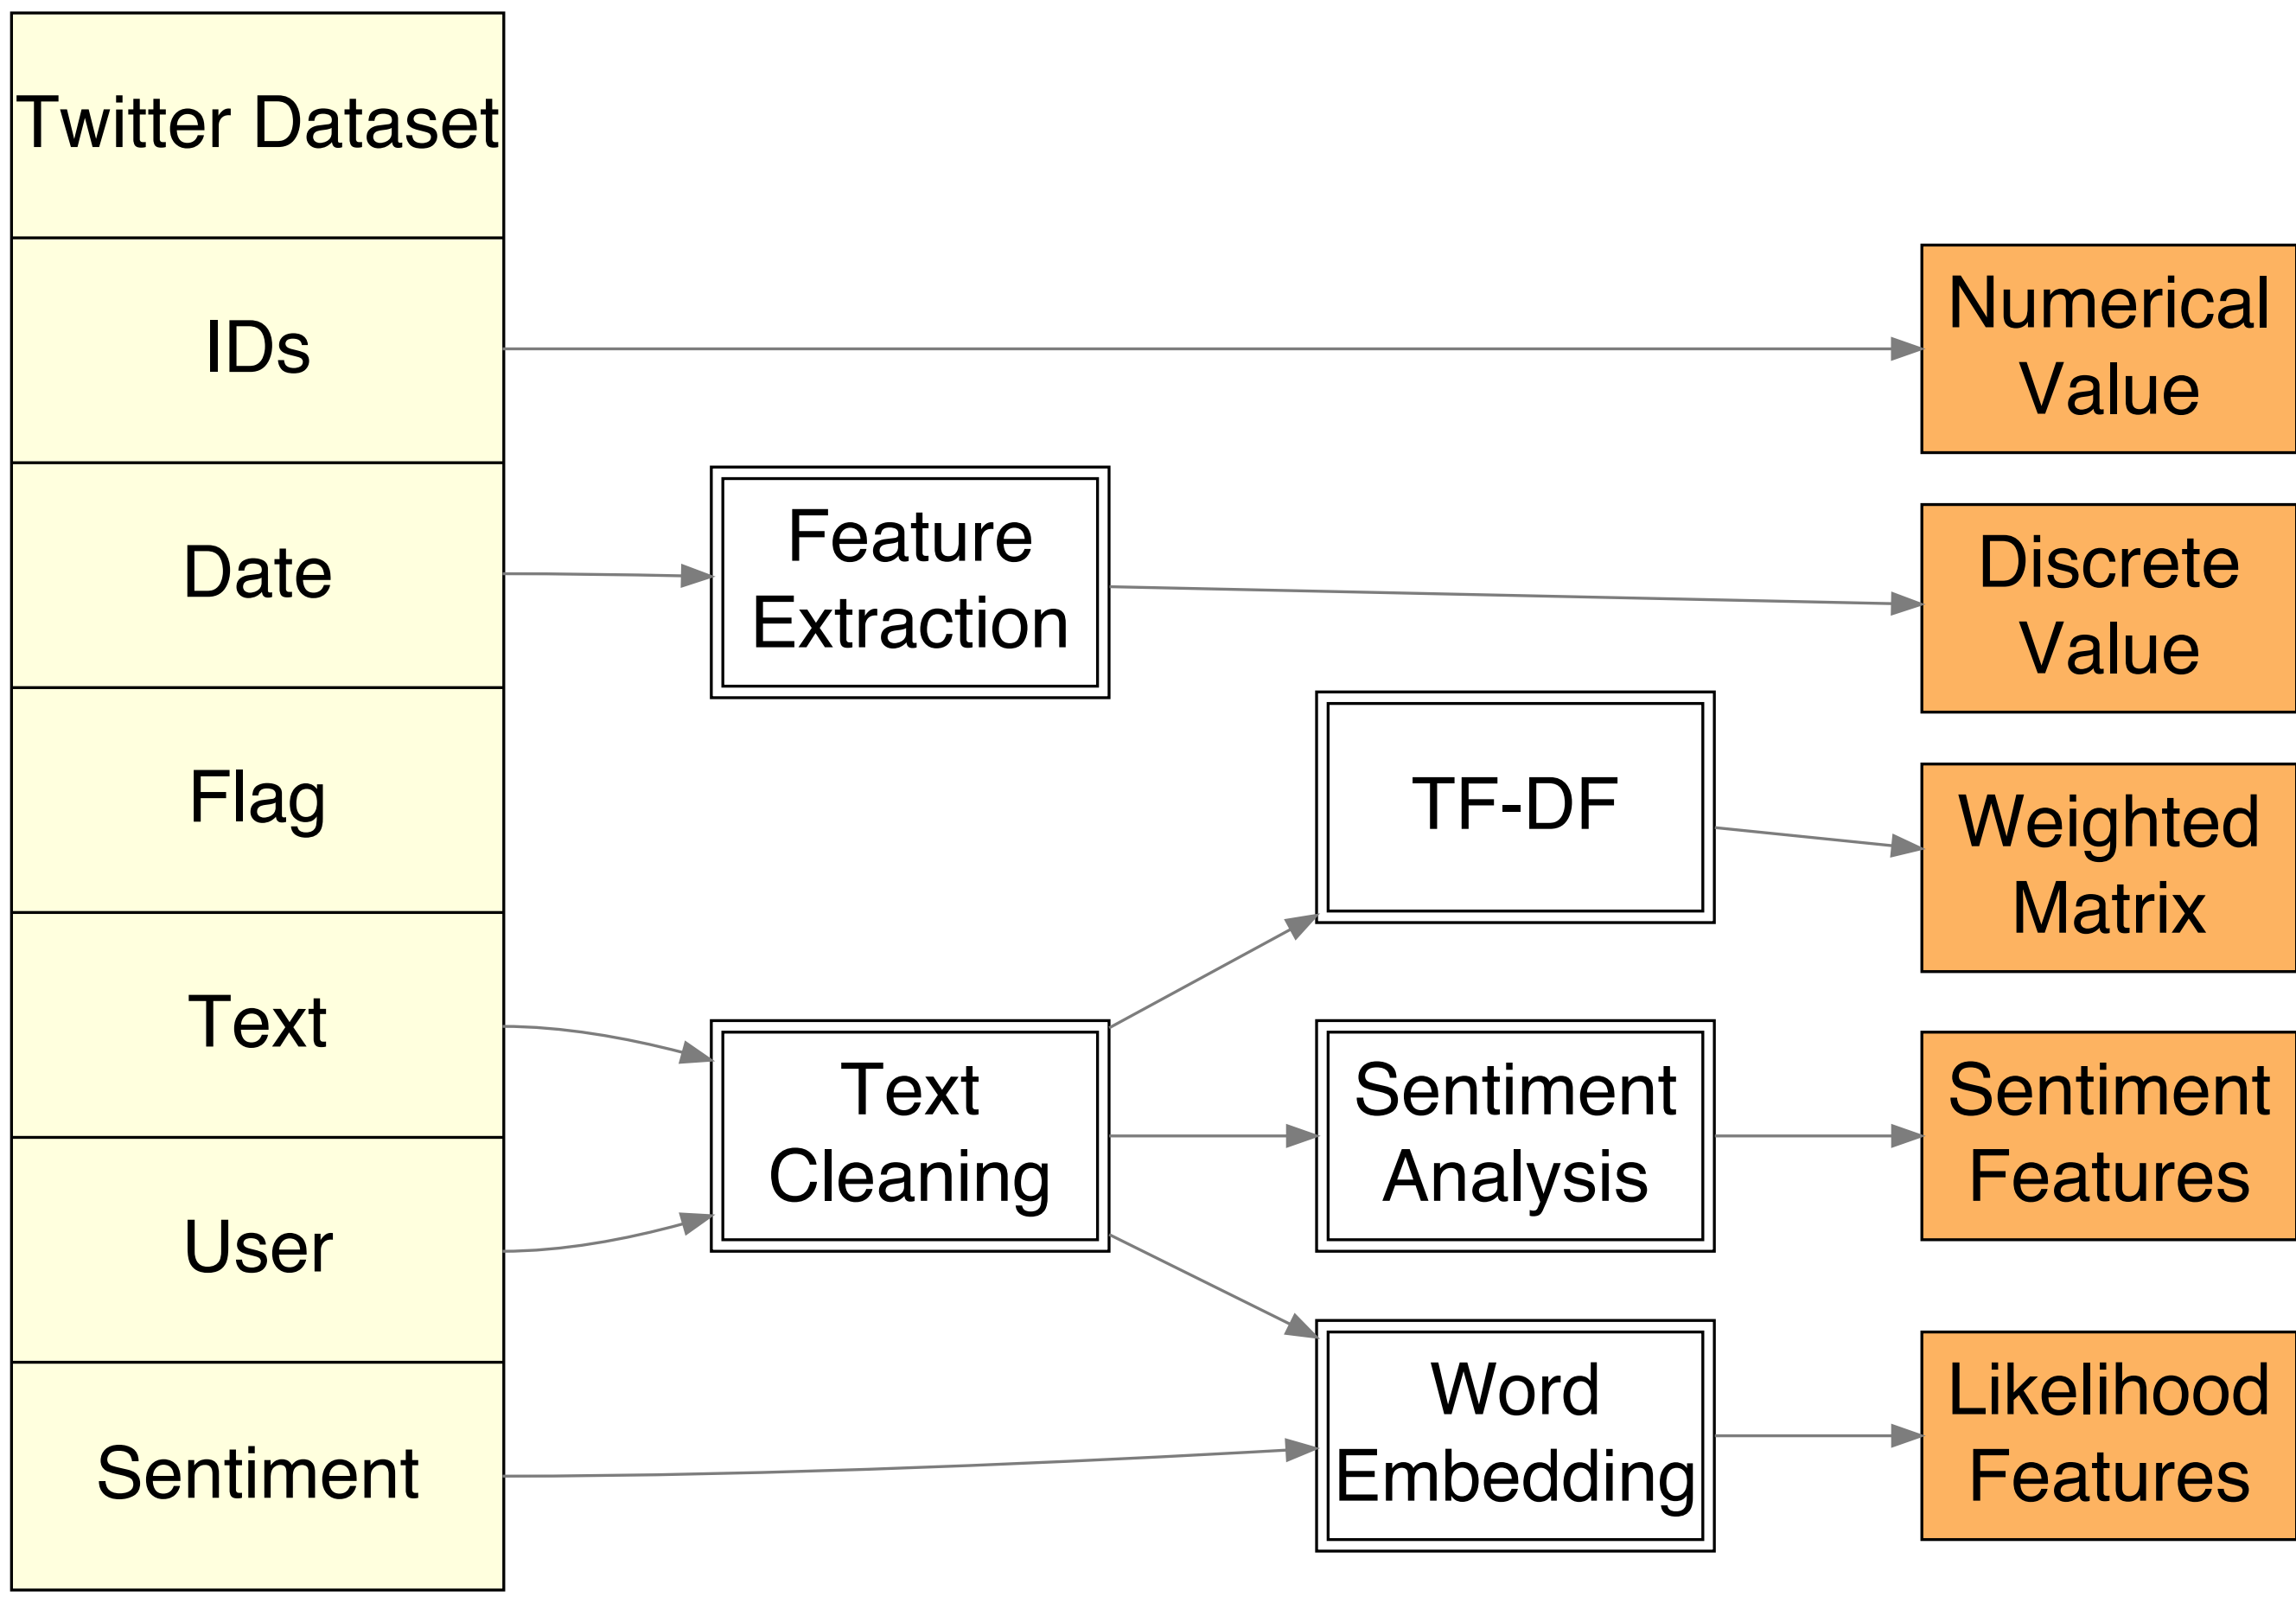 Twitter Dataset
IDs
Date
Flag
Text
User
Sentiment
Feature
Extraction
Text
Cleaning
TF-DF
Sentiment
Analysis
Word
Embedding
Numerical
Value
Discrete
Value
Weighted
Matrix
Sentiment
Features
Likelihood
Features